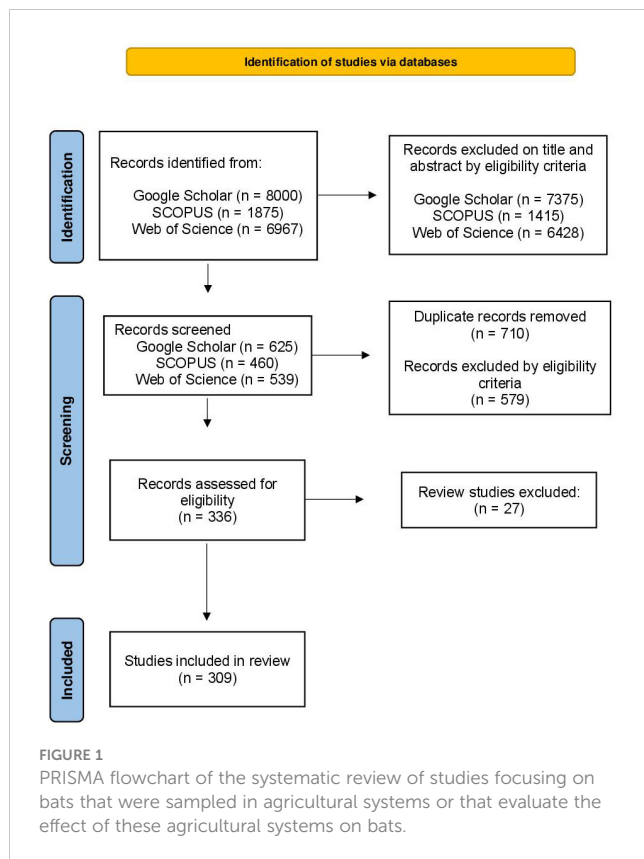 Identification of studies via databases
Identification
Records identified from:
Google Scholar (n = 8000)
SCOPUS (n = 1875)
Web of Science (n = 6967)
Records excluded on title and
abstract by eligibility criteria
Google Scholar (n = 7375)
SCOPUS (n = 1415)
Web of Science (n = 6428)
Screening
Records screened
Google Scholar (n = 625)
SCOPUS (n = 460)
Web of Science (n = 539)
Duplicate records removed
(n = 710)
Records excluded by eligibility
criteria
(n = 579)
Records assessed for
eligibility
(n = 336)
Review studies excluded:
(n = 27)
Included
Studies included in review
(n = 309)
FIGURE 1
PRISMA flowchart of the systematic review of studies focusing on
bats that were sampled in agricultural systems or that evaluate the
effect of these agricultural systems on bats.